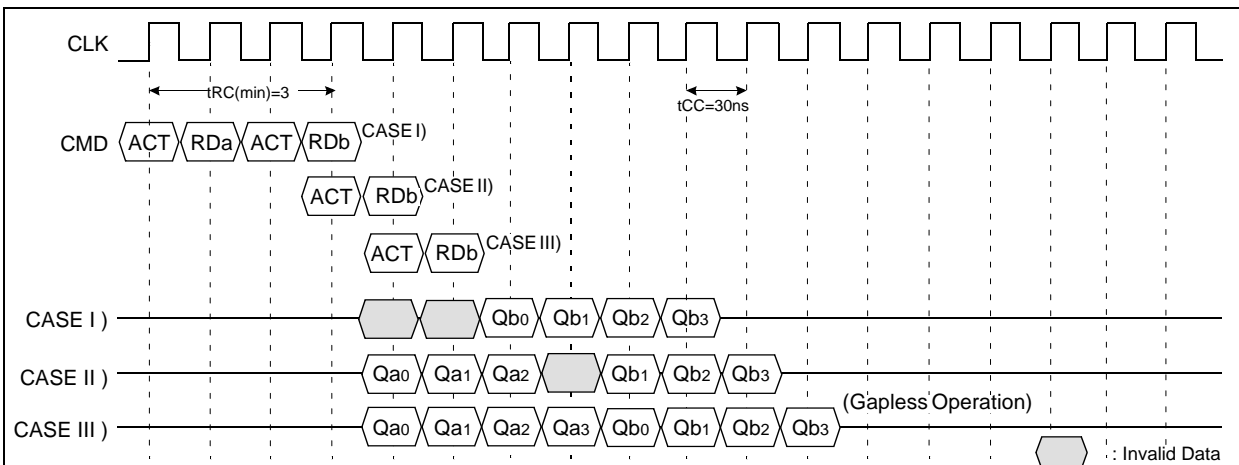 CLK
tRC(min)=3
tCC=30ns
CMD ACT RDa ACT RDb CASE I)
ACT RDb CASE II)
ACT RDb CASE III)
CASE I ) Qb0 Qb1 Qb2 Qb3
CASE II ) Qa0 Qa1 Qa2 Qb1 Qb2 Qb3
(Gapless Operation)
CASE III ) Qa0 Qa1 Qa2 Qa3 Qb0 Qb1 Qb2 Qb3
: Invalid Data